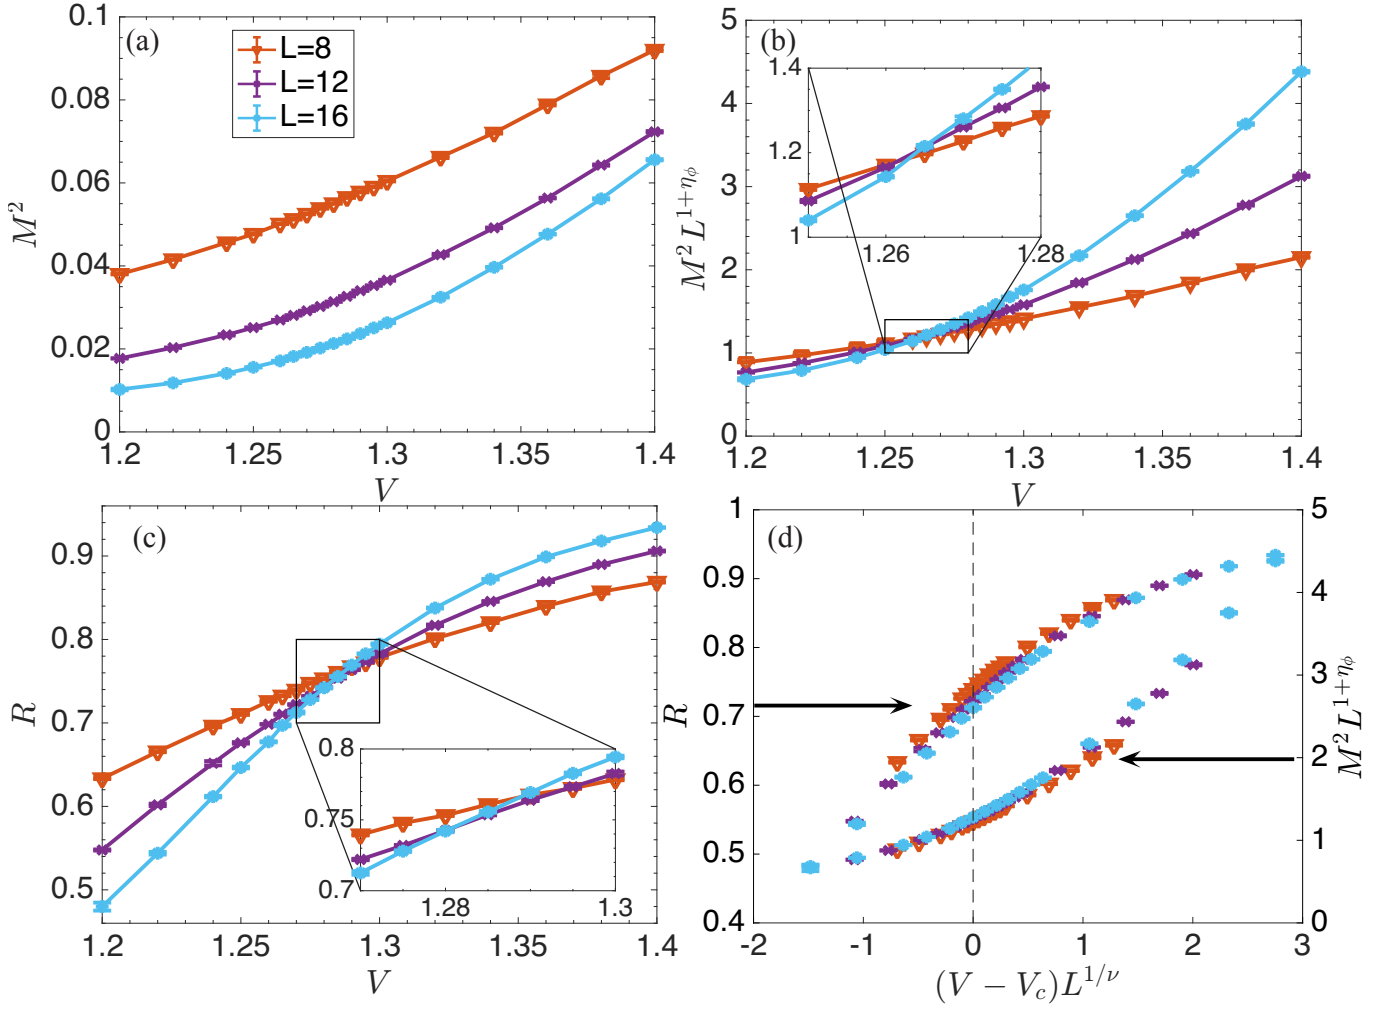 (a)
L=8
L=12
L=16
0.1
0.08
0.06
0.04
0.02
0
M²
1.2 1.25 1.3 1.35 1.4
V
(b)
5
4
3
2
1
0
M² L^{1+η_ϕ}
1.4
1.2
1
1.26 1.28
1.2 1.25 1.3 1.35 1.4
V
(c)
0.9
0.8
0.7
0.6
0.5
R
0.8
0.75
0.7
1.28 1.3
1.2 1.25 1.3 1.35 1.4
V
(d)
1
0.9
0.8
0.7
0.6
0.5
0.4
R
5
4
3
2
1
0
M² L^{1+η_ϕ}
-2 -1 0 1 2 3
(V − V_c)L^{1/ν}